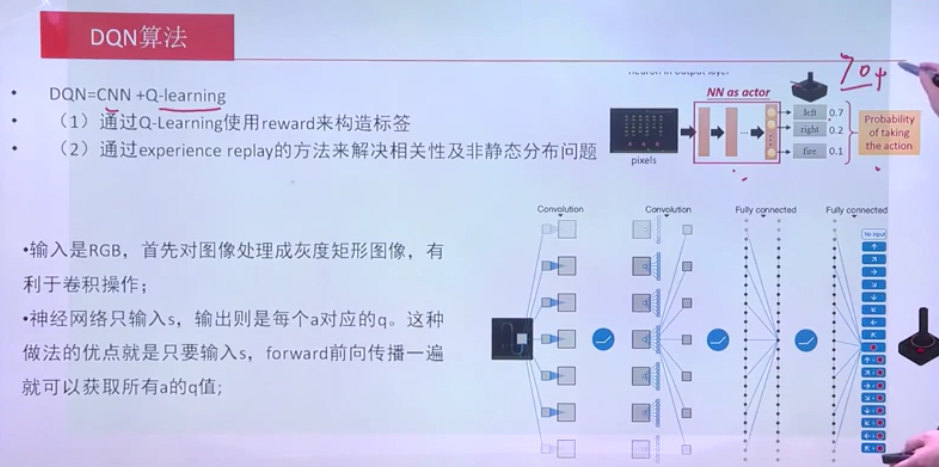 DQN算法
• DQN=CNN +Q-learning
• （1）通过Q-Learning使用reward来构造标签
• （2）通过experience replay的方法来解决相关性及非静态分布问题
NN as actor
pixels
...
left 0.7
right 0.2
fire 0.1
Probability
of taking
the action
•输入是RGB，首先对图像处理成灰度矩形图像，有
利于卷积操作；
•神经网络只输入s，输出则是每个a对应的q。这种
做法的优点就是只要输入s，forward前向传播一遍
就可以获取所有a的q值;
Convolution
Convolution
Fully connected
Fully connected
No input